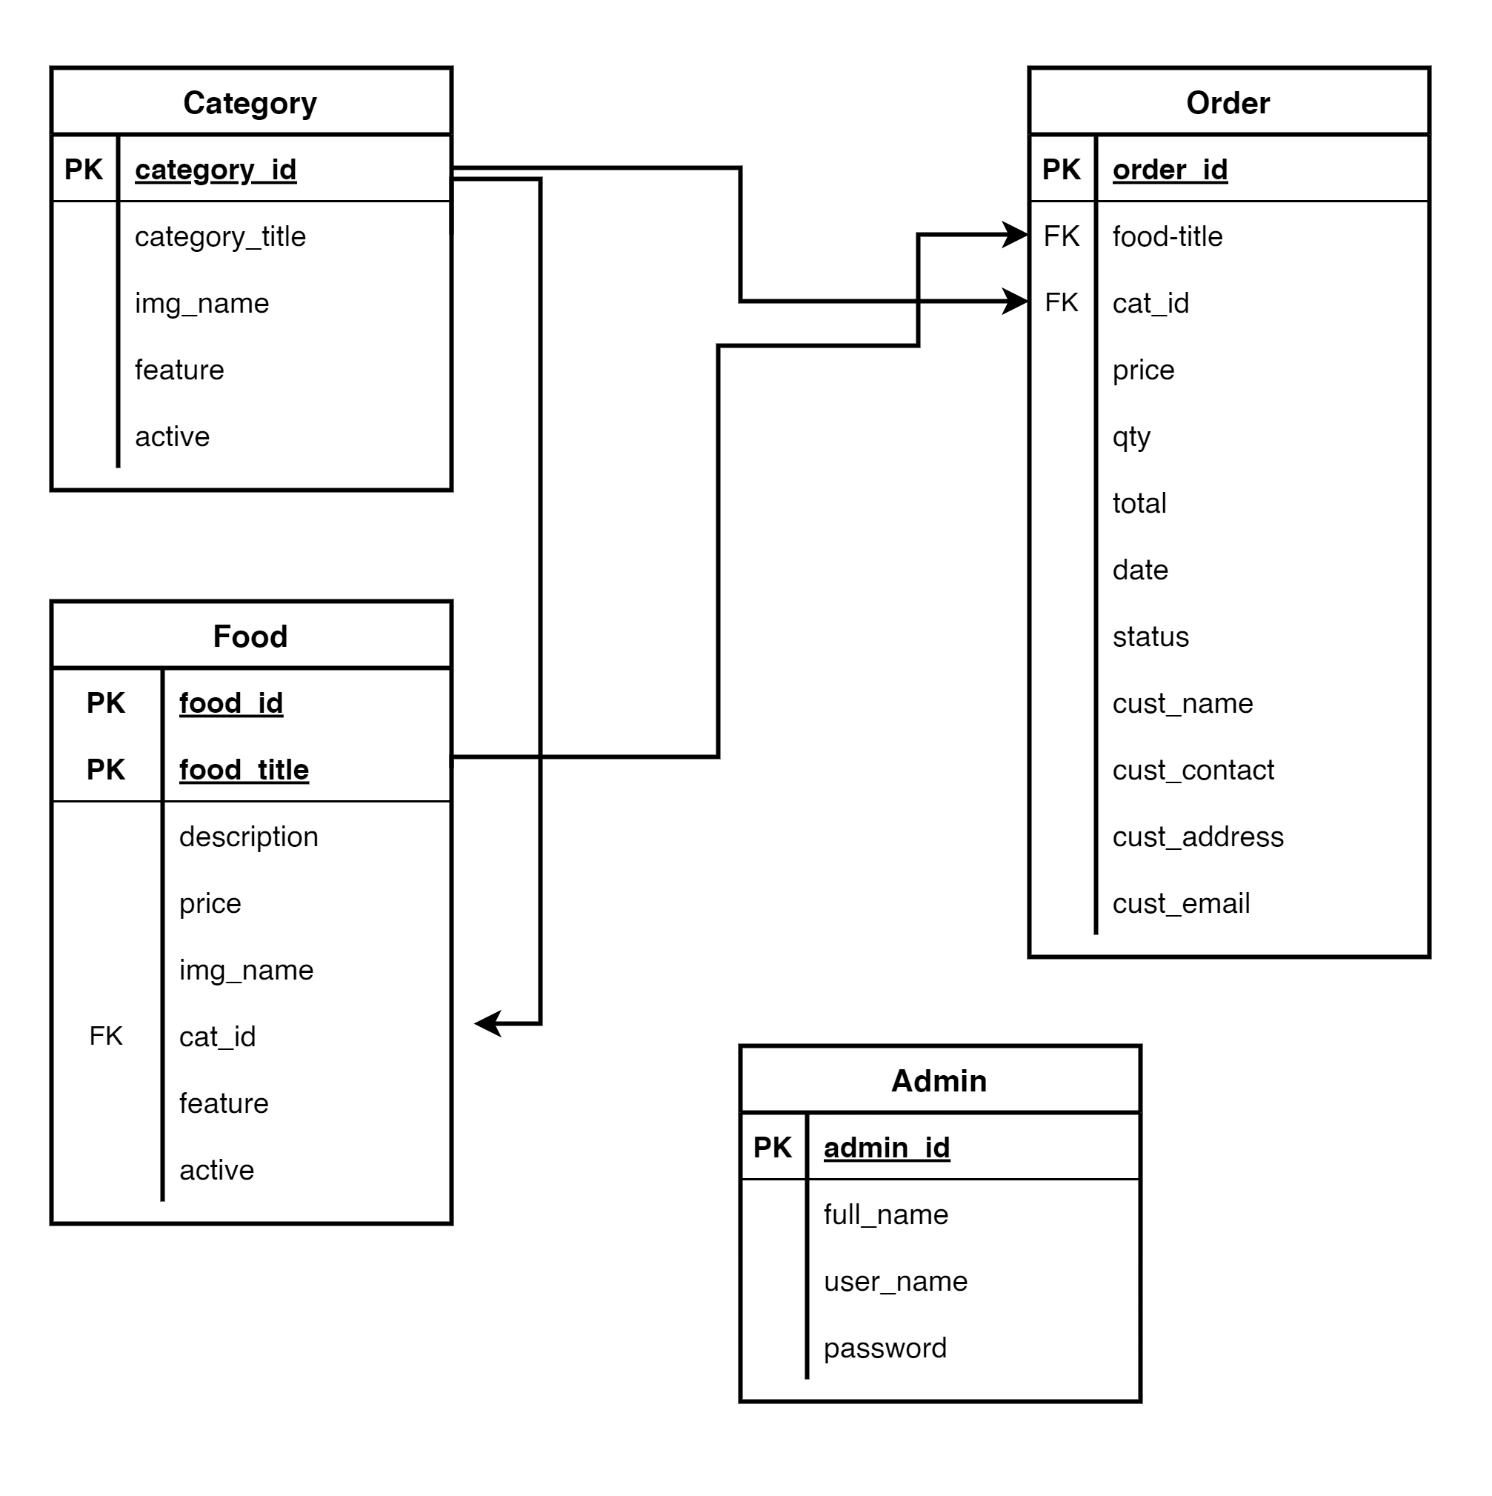 Category
PK category_id
category_title
img_name
feature
active
Order
PK order_id
FK food-title
FK cat_id
price
qty
total
date
status
cust_name
cust_contact
cust_address
cust_email
Food
PK food_id
PK food_title
description
price
img_name
FK cat_id
feature
active
Admin
PK admin_id
full_name
user_name
password